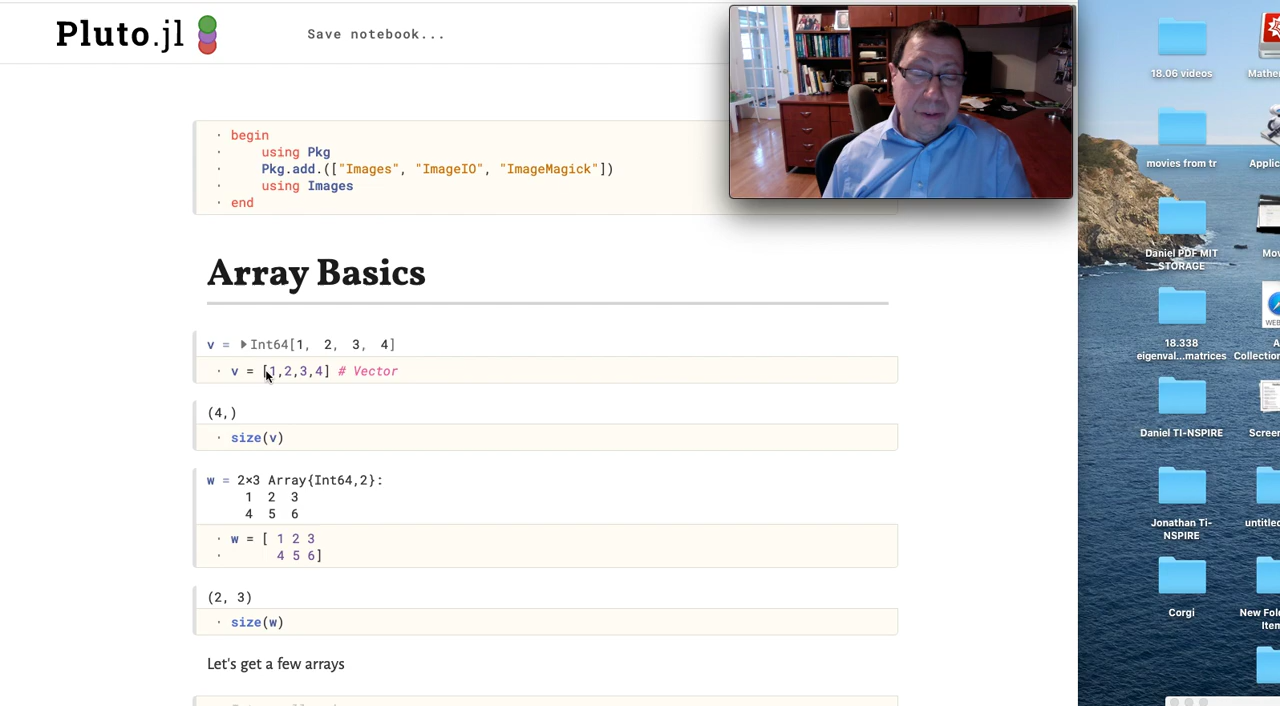 Pluto.jl
Save notebook...
begin
using Pkg
Pkg.add.(["Images", "ImageIO", "ImageMagick"])
using Images
end
Array Basics
v = Int64[1, 2, 3, 4]
v = [1,2,3,4] # Vector
(4,)
size(v)
w = 2×3 Array{Int64,2}:
1 2 3
4 5 6
w = [ 1 2 3
4 5 6]
(2, 3)
size(w)
Let's get a few arrays
18.06 videos
Mathe
movies from tr
Applic
Daniel PDF MIT
STORAGE
Mov
WEB
18.338
eigenval...matrices
A
Collection
Daniel TI-NSPIRE
Screen
Jonathan Ti-
NSPIRE
untitle
Corgi
New Fol
Iten